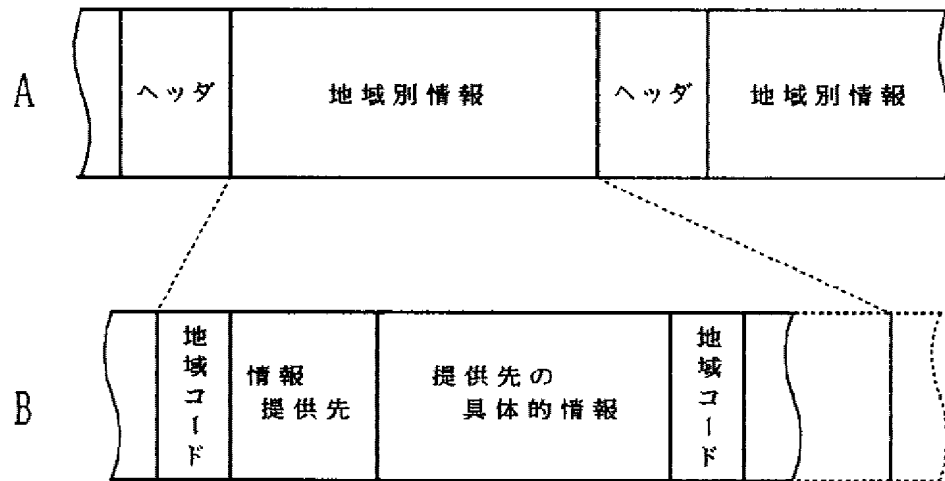 A
ヘッダ
地域別情報
ヘッダ
地域別情報
B
地域コード
情報
提供先
提供先の
具体的情報
地域コード